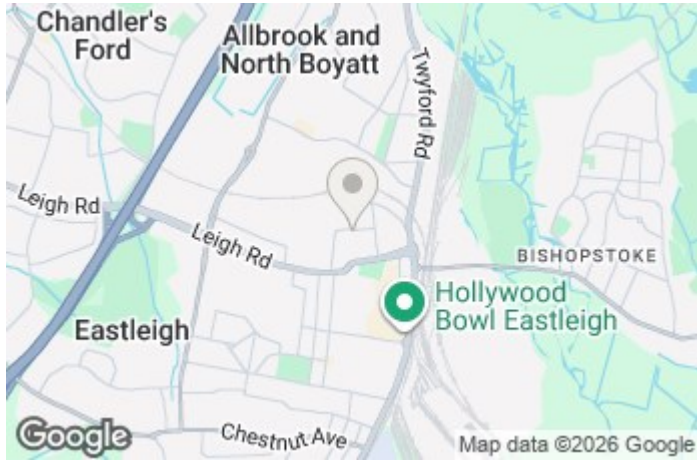 Chandler's
Ford
Allbrook and
North Boyatt
Twyford Rd
Leigh Rd
Leigh Rd
BISHOPSTOKE
Hollywood
Bowl Eastleigh
Eastleigh
Chestnut Ave
Google
Map data ©2026 Google